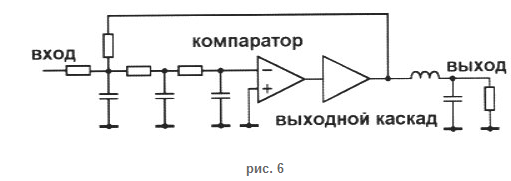 вход
компаратор
выход
выходной каскад
рис. 6